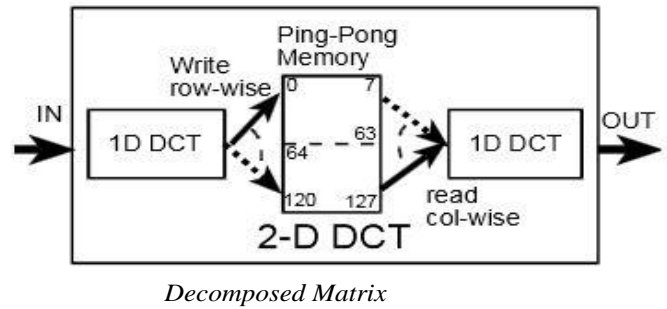 Ping-Pong
Memory
Write
row-wise
IN
1D DCT
0 7
63
64
120 127
1D DCT
OUT
read
col-wise
2-D DCT
Decomposed Matrix